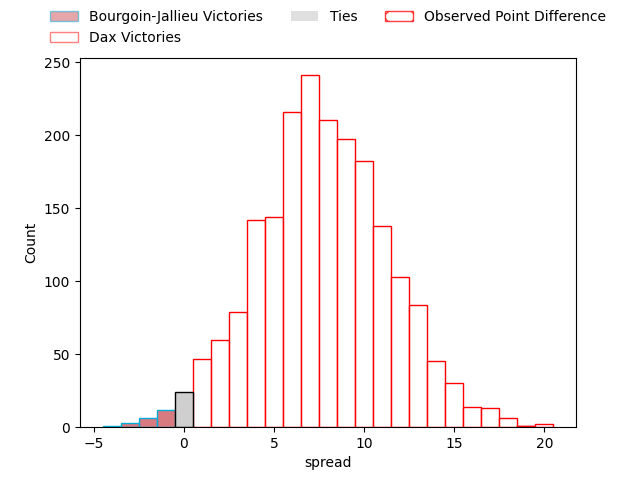 Bourgoin-Jallieu Victories
Ties
Observed Point Difference
Dax Victories
250
200
150
100
50
0
Count
−5
0
5
10
15
20
spread